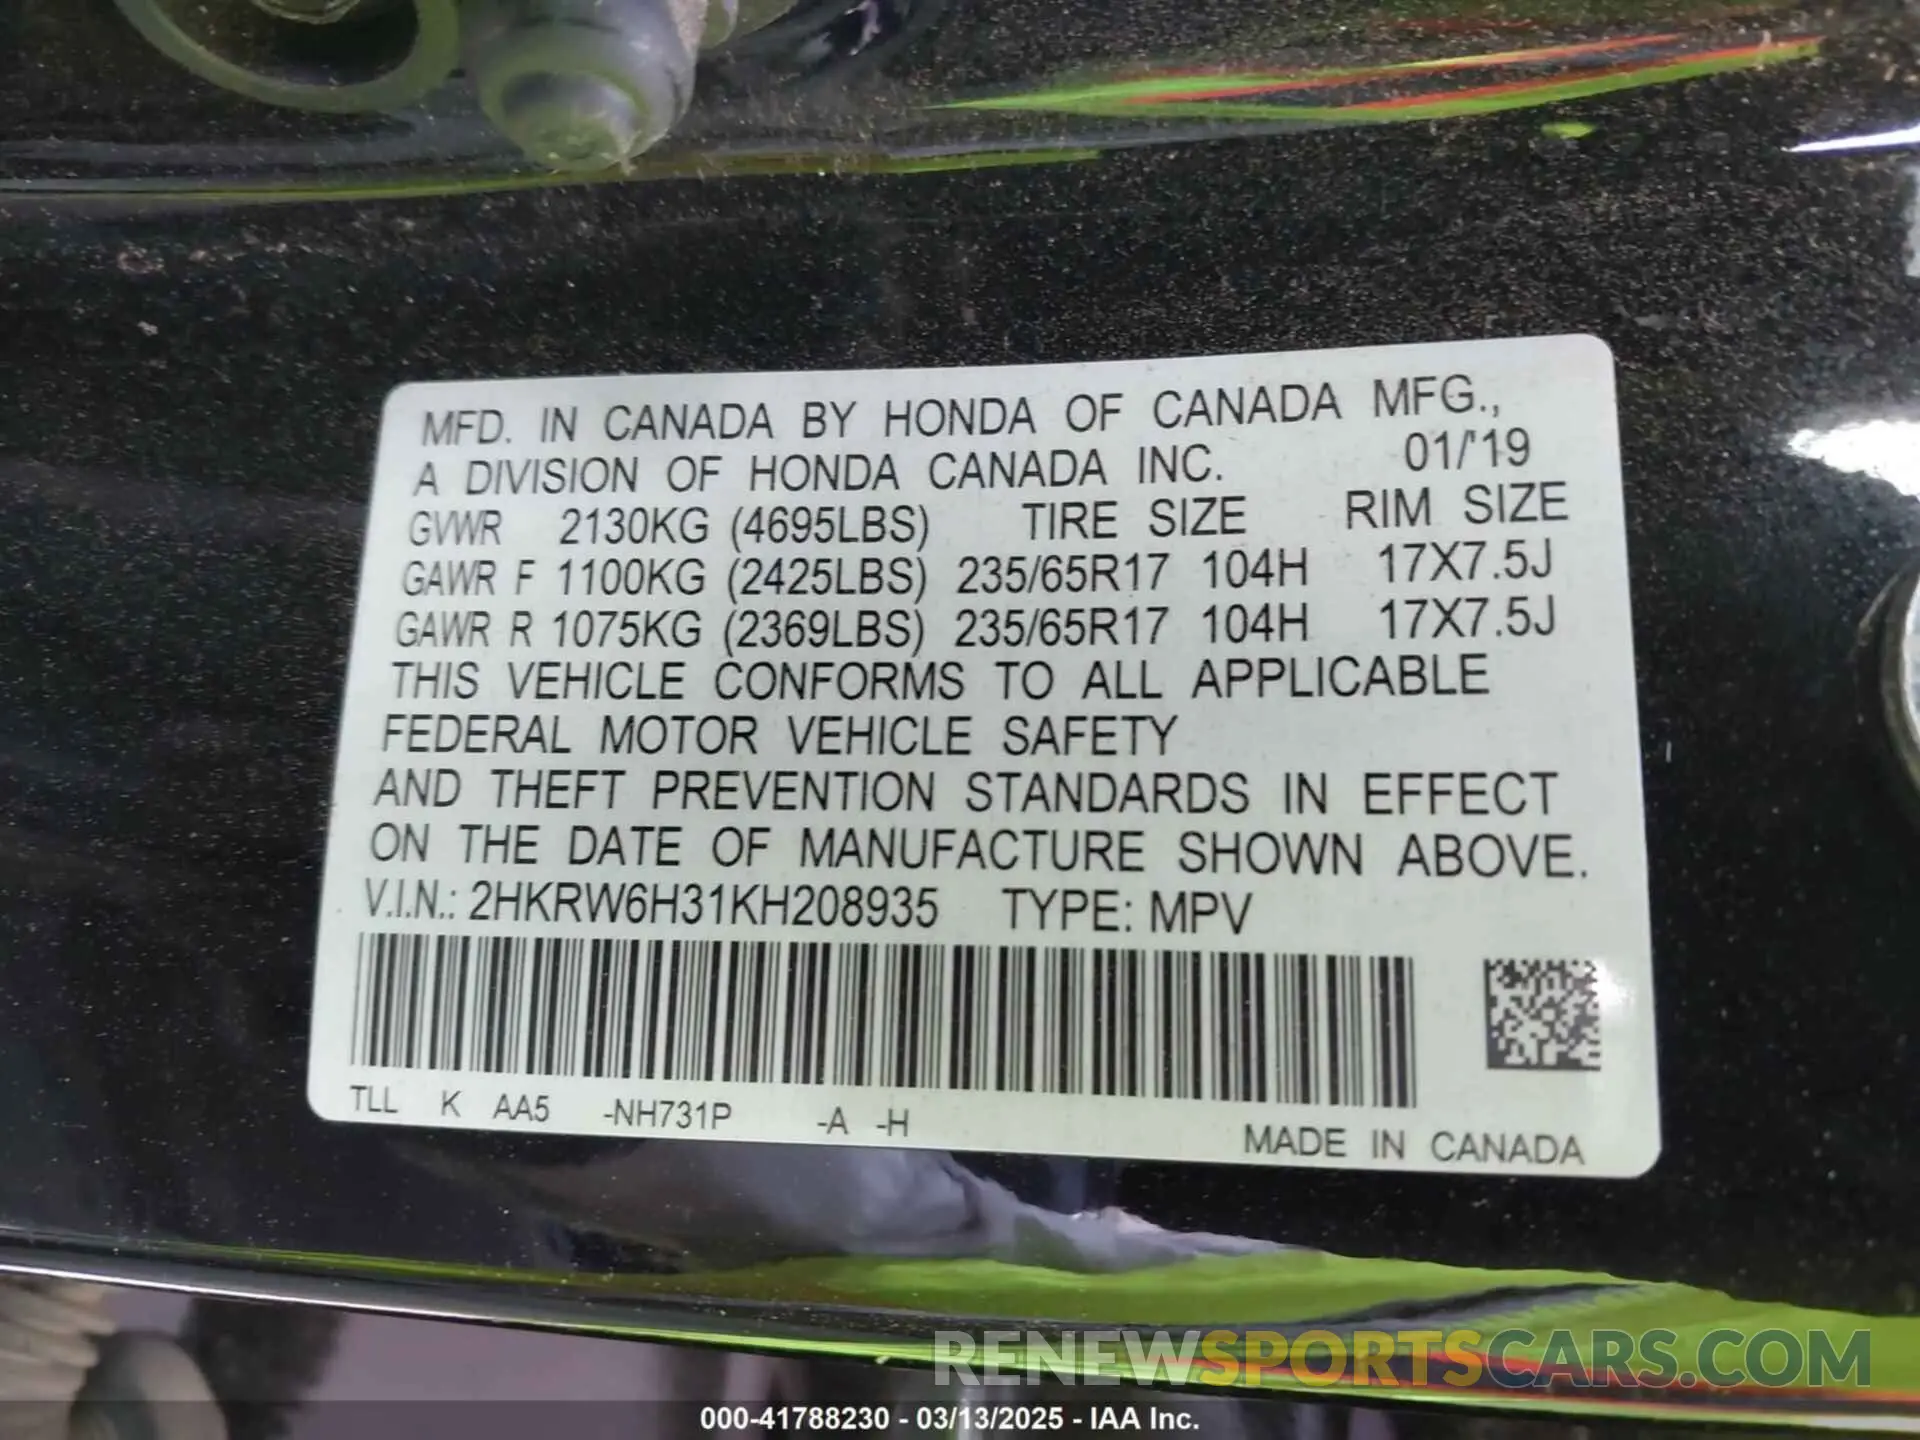 MFD. IN CANADA BY HONDA OF CANADA MFG.,
A DIVISION OF HONDA CANADA INC. 01/'19
GVWR 2130KG (4695LBS) TIRE SIZE RIM SIZE
GAWR F 1100KG (2425LBS) 235/65R17 104H 17X7.5J
GAWR R 1075KG (2369LBS) 235/65R17 104H 17X7.5J
THIS VEHICLE CONFORMS TO ALL APPLICABLE
FEDERAL MOTOR VEHICLE SAFETY
AND THEFT PREVENTION STANDARDS IN EFFECT
ON THE DATE OF MANUFACTURE SHOWN ABOVE.
V.I.N.: 2HKRW6H31KH208935 TYPE: MPV
TLL K AA5 -NH731P -A -H
MADE IN CANADA
RENEWSPORTSCARS.COM
000-41788230 - 03/13/2025 - IAA Inc.